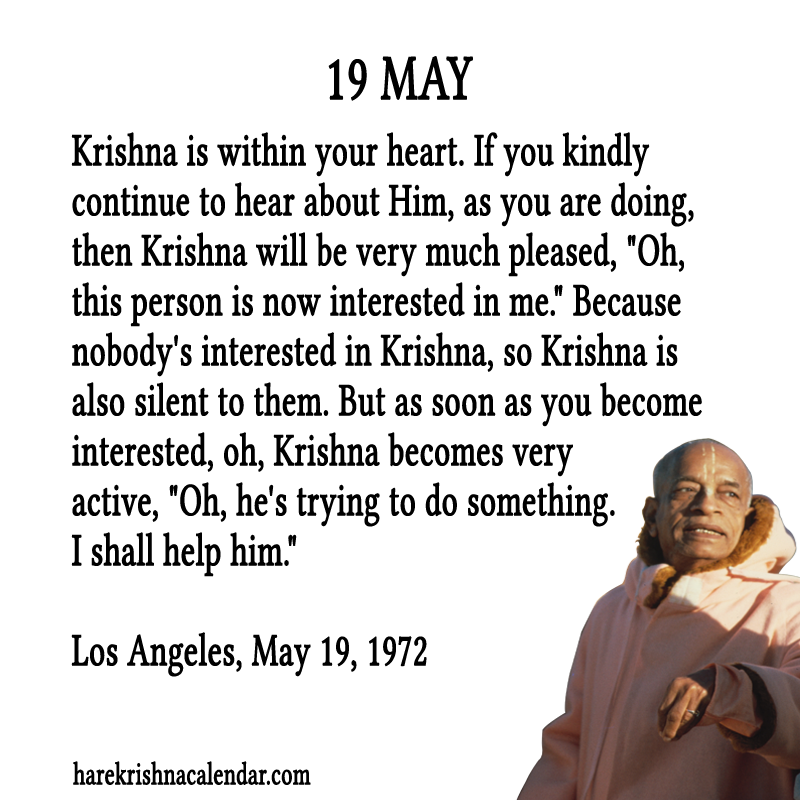 19 MAY
Krishna is within your heart. If you kindly
continue to hear about Him, as you are doing,
then Krishna will be very much pleased, "Oh,
this person is now interested in me." Because
nobody's interested in Krishna, so Krishna is
also silent to them. But as soon as you become
interested, oh, Krishna becomes very
active, "Oh, he's trying to do something.
I shall help him."
Los Angeles, May 19, 1972
harekrishnacalendar.com